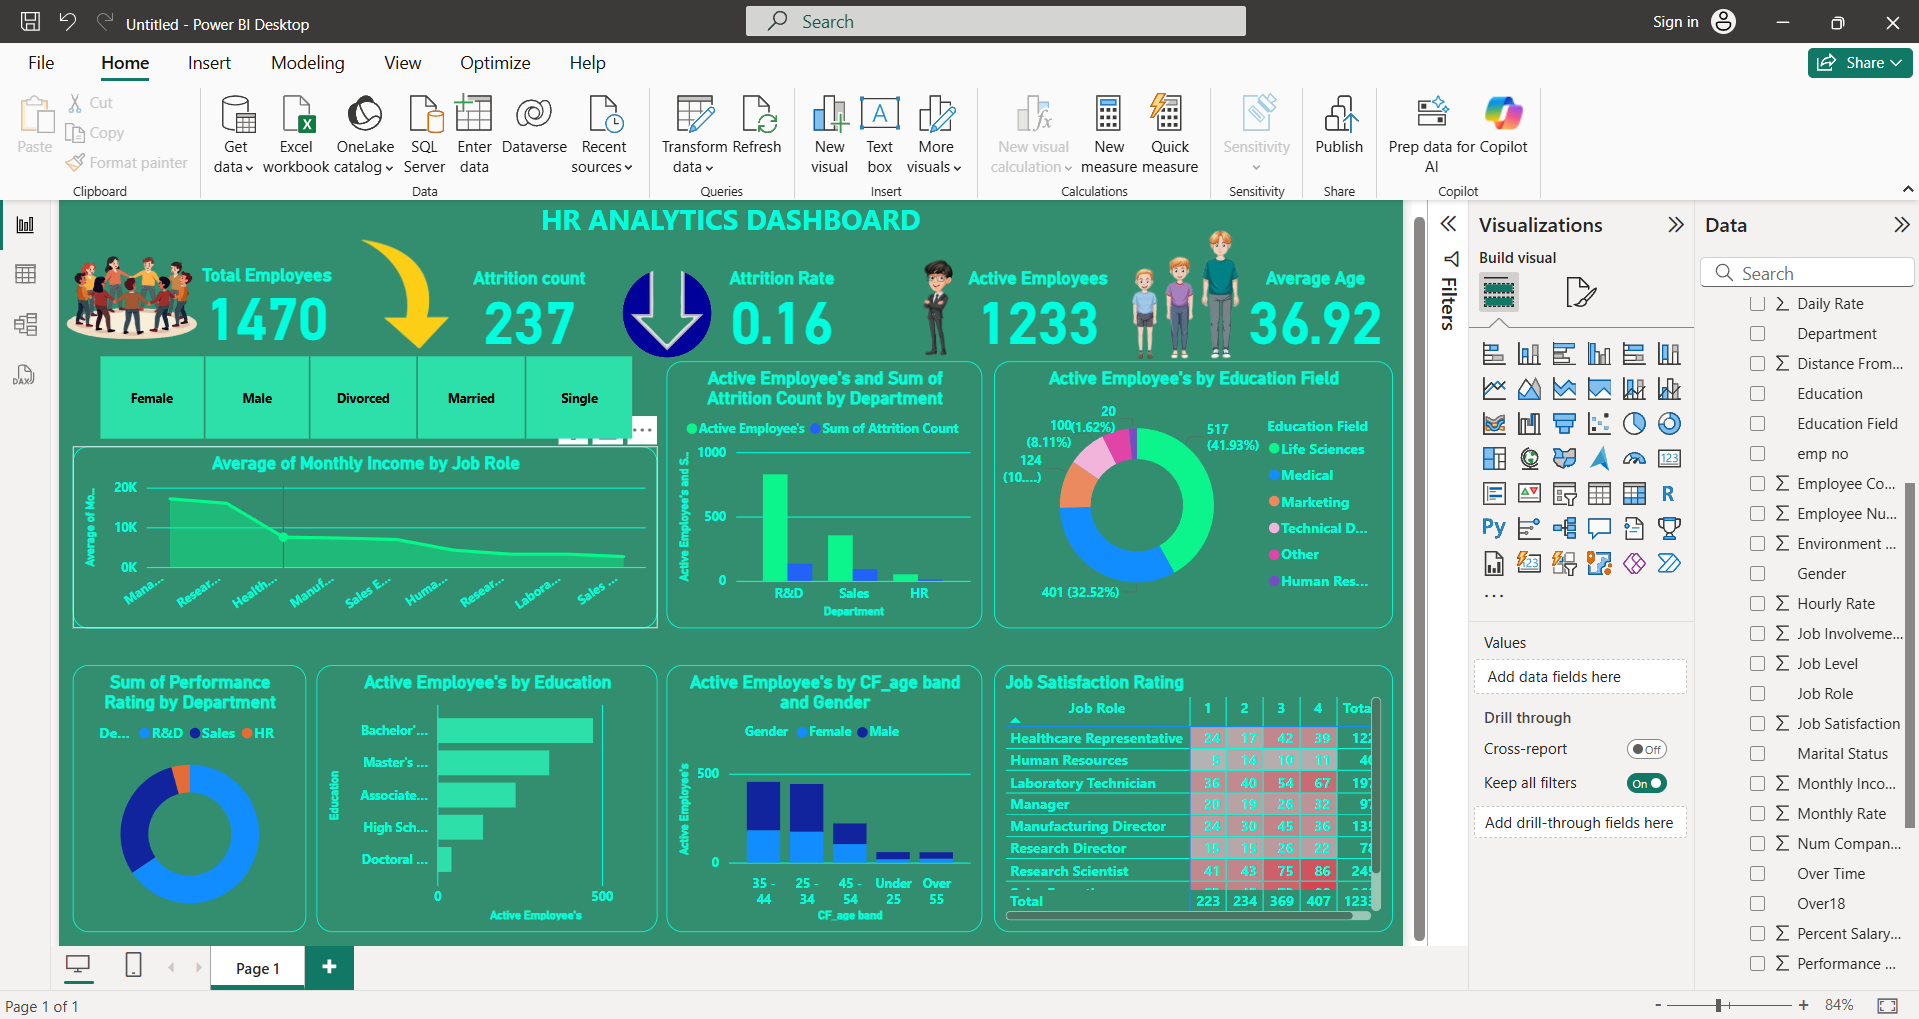 Untitled - Power BI Desktop
Search
Sign in
File Home Insert Modeling View Optimize Help
Share
Paste
Cut
Copy
Format painter
Clipboard
Get data
Excel workbook
OneLake catalog
SQL Server
Enter data
Dataverse
Recent sources
Data
Transform data
Refresh
Queries
New visual
Text box
More visuals
Insert
New visual calculation
New measure
Quick measure
Calculations
Sensitivity
Sensitivity
Publish
Share
Prep data for AI
Copilot
Copilot
HR ANALYTICS DASHBOARD
Total Employees
1470
Attrition count
237
Attrition Rate
0.16
Active Employees
1233
Average Age
36.92
Female Male Divorced Married Single
Average of Monthly Income by Job Role
Average of Mo...
20K
10K
0K
Mana... Resear... Health... Manuf... Sales E... Huma... Resear... Labora... Sales ...
Active Employee's and Sum of
Attrition Count by Department
Active Employee's Sum of Attrition Count
Active Employee's and S...
1000
500
0
R&D Sales HR
Department
Active Employee's by Education Field
20
(1.62%)
100
(8.11%)
124
(10....)
517
(41.93%)
401 (32.52%)
Education Field
Life Sciences
Medical
Marketing
Technical D...
Other
Human Res...
Sum of Performance
Rating by Department
De... R&D Sales HR
Active Employee's by Education
Education
Bachelor'...
Master's ...
Associate...
High Sch...
Doctoral ...
0 500
Active Employee's
Active Employee's by CF_age band
and Gender
Gender Female Male
Active Employee's
500
0
35 - 44
25 - 34
45 - 54
Under 25
Over 55
CF_age band
Job Satisfaction Rating
Job Role 1 2 3 4 Tota
Healthcare Representative 24 17 42 39 122
Human Resources 5 14 10 11 40
Laboratory Technician 36 40 54 67 197
Manager 20 19 26 32 97
Manufacturing Director 24 30 45 36 135
Research Director 15 15 26 22 78
Research Scientist 41 43 75 86 245
Total 223 234 369 407 1233
Filters
Visualizations
Build visual
123
R
Py
123
...
Values
Add data fields here
Drill through
Cross-report Off
Keep all filters On
Add drill-through fields here
Data
Search
Daily Rate
Department
Distance From...
Education
Education Field
emp no
Employee Co...
Employee Nu...
Environment ...
Gender
Hourly Rate
Job Involveme...
Job Level
Job Role
Job Satisfaction
Marital Status
Monthly Inco...
Monthly Rate
Num Compan...
Over Time
Over18
Percent Salary...
Performance ...
DAX
Page 1
Page 1 of 1
84%